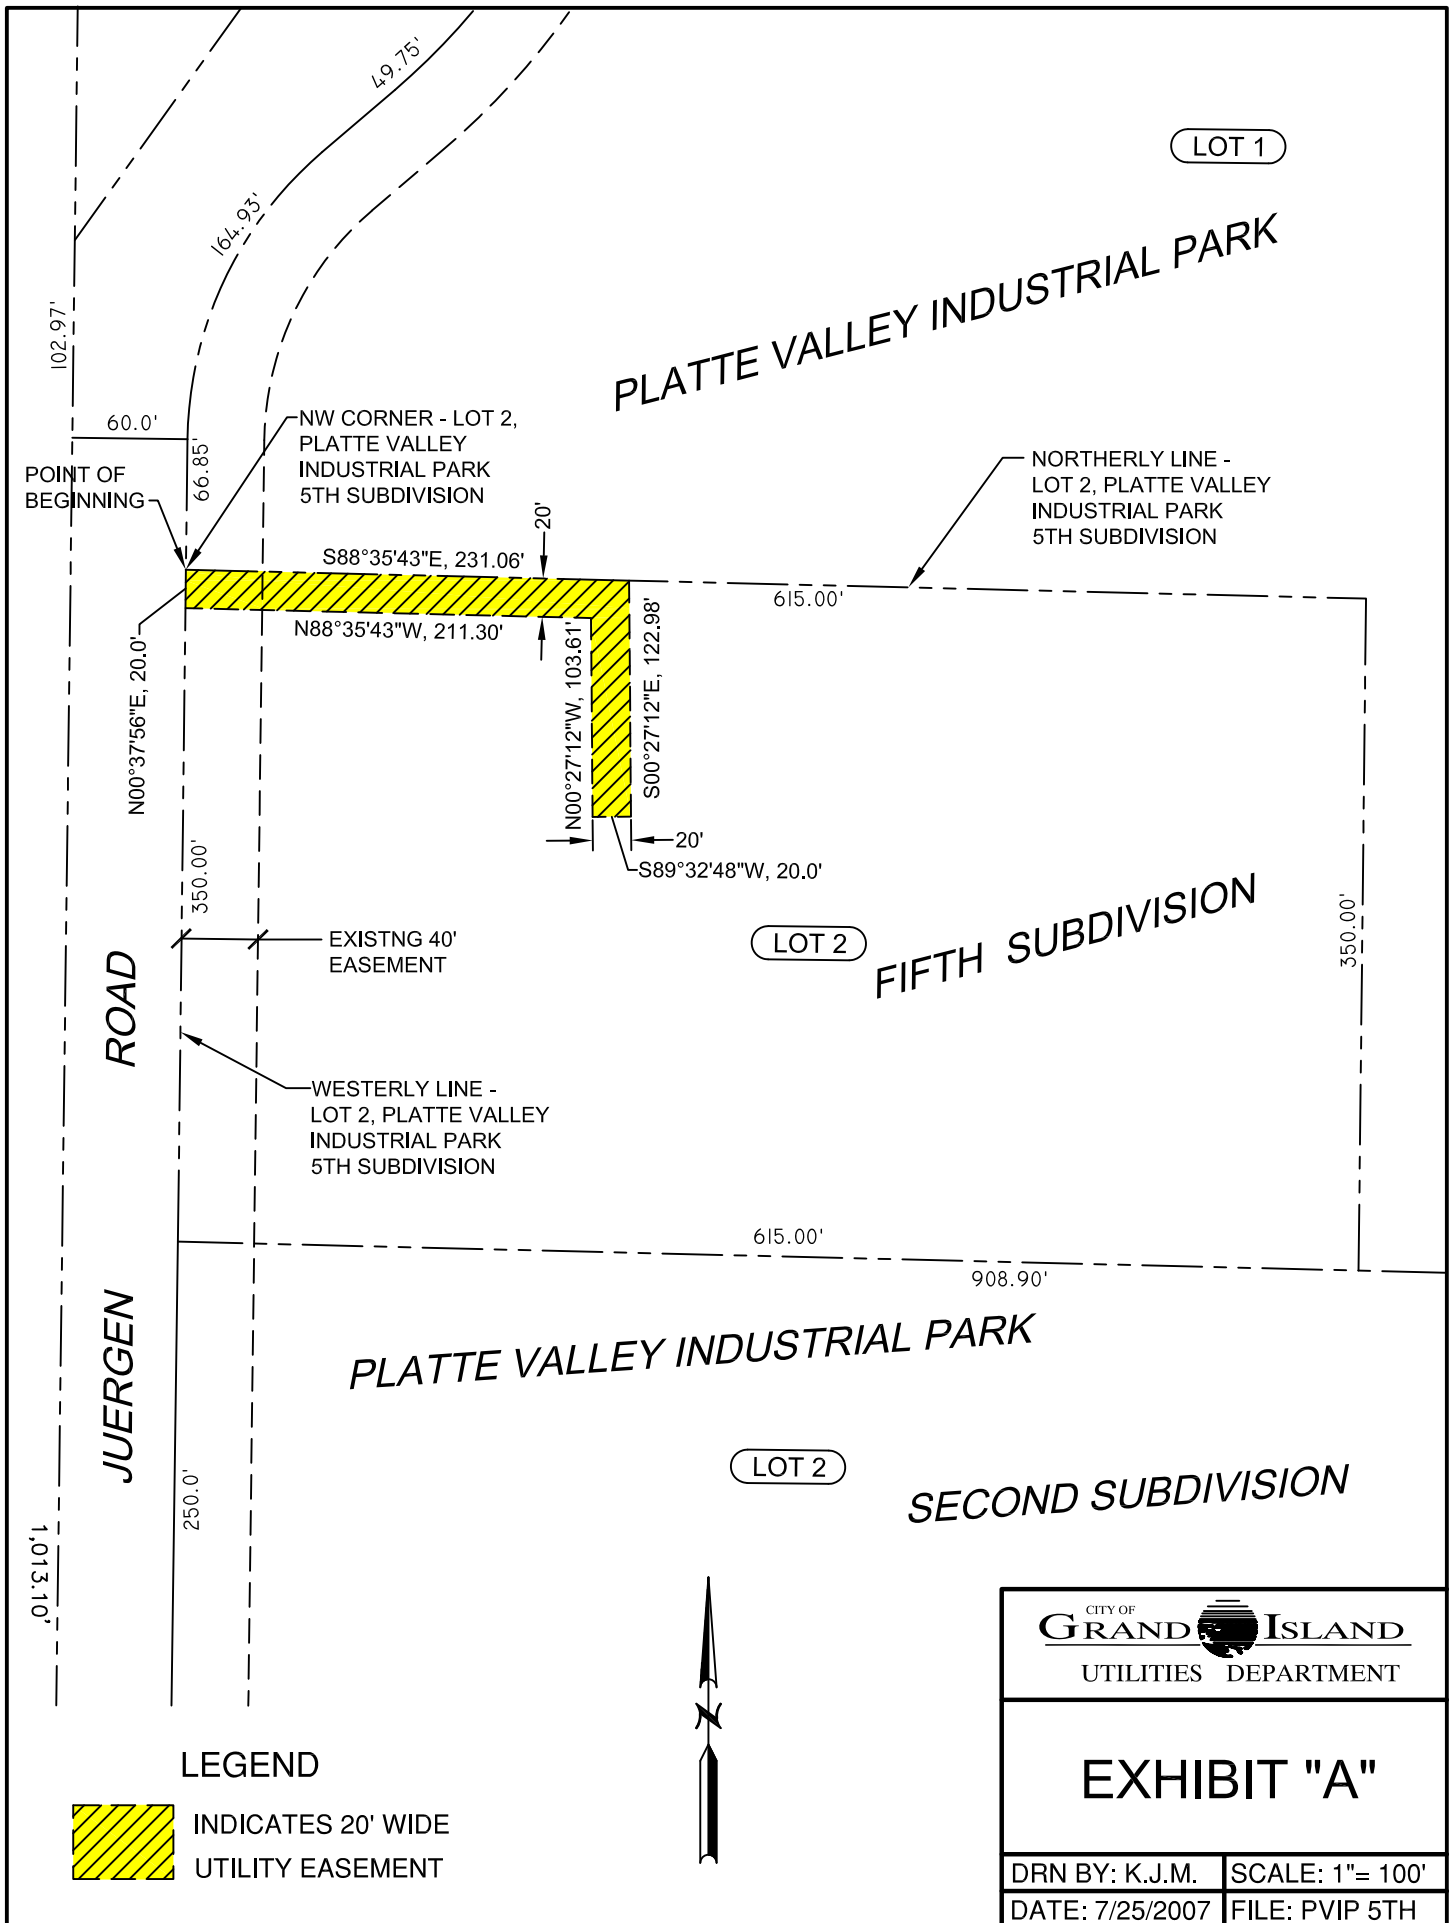 49.75'
LOT 1
164.93'
PLATTE VALLEY INDUSTRIAL PARK
102.97'
60.0'
66.85'
NW CORNER - LOT 2,
PLATTE VALLEY
INDUSTRIAL PARK
5TH SUBDIVISION
POINT OF
BEGINNING
NORTHERLY LINE -
LOT 2, PLATTE VALLEY
INDUSTRIAL PARK
5TH SUBDIVISION
20'
S88°35'43"E, 231.06'
615.00'
N88°35'43"W, 211.30'
N00°37'56"E, 20.0'
N00°27'12"W, 103.61'
S00°27'12"E, 122.98'
20'
S89°32'48"W, 20.0'
350.00'
EXISTNG 40'
EASEMENT
LOT 2
FIFTH SUBDIVISION
350.00'
JUERGEN ROAD
WESTERLY LINE -
LOT 2, PLATTE VALLEY
INDUSTRIAL PARK
5TH SUBDIVISION
615.00'
908.90'
PLATTE VALLEY INDUSTRIAL PARK
LOT 2
SECOND SUBDIVISION
250.0'
1,013.10'
N
CITY OF
GRAND ISLAND
UTILITIES DEPARTMENT
EXHIBIT "A"
DRN BY: K.J.M.
SCALE: 1"= 100'
DATE: 7/25/2007
FILE: PVIP 5TH
LEGEND
INDICATES 20' WIDE
UTILITY EASEMENT